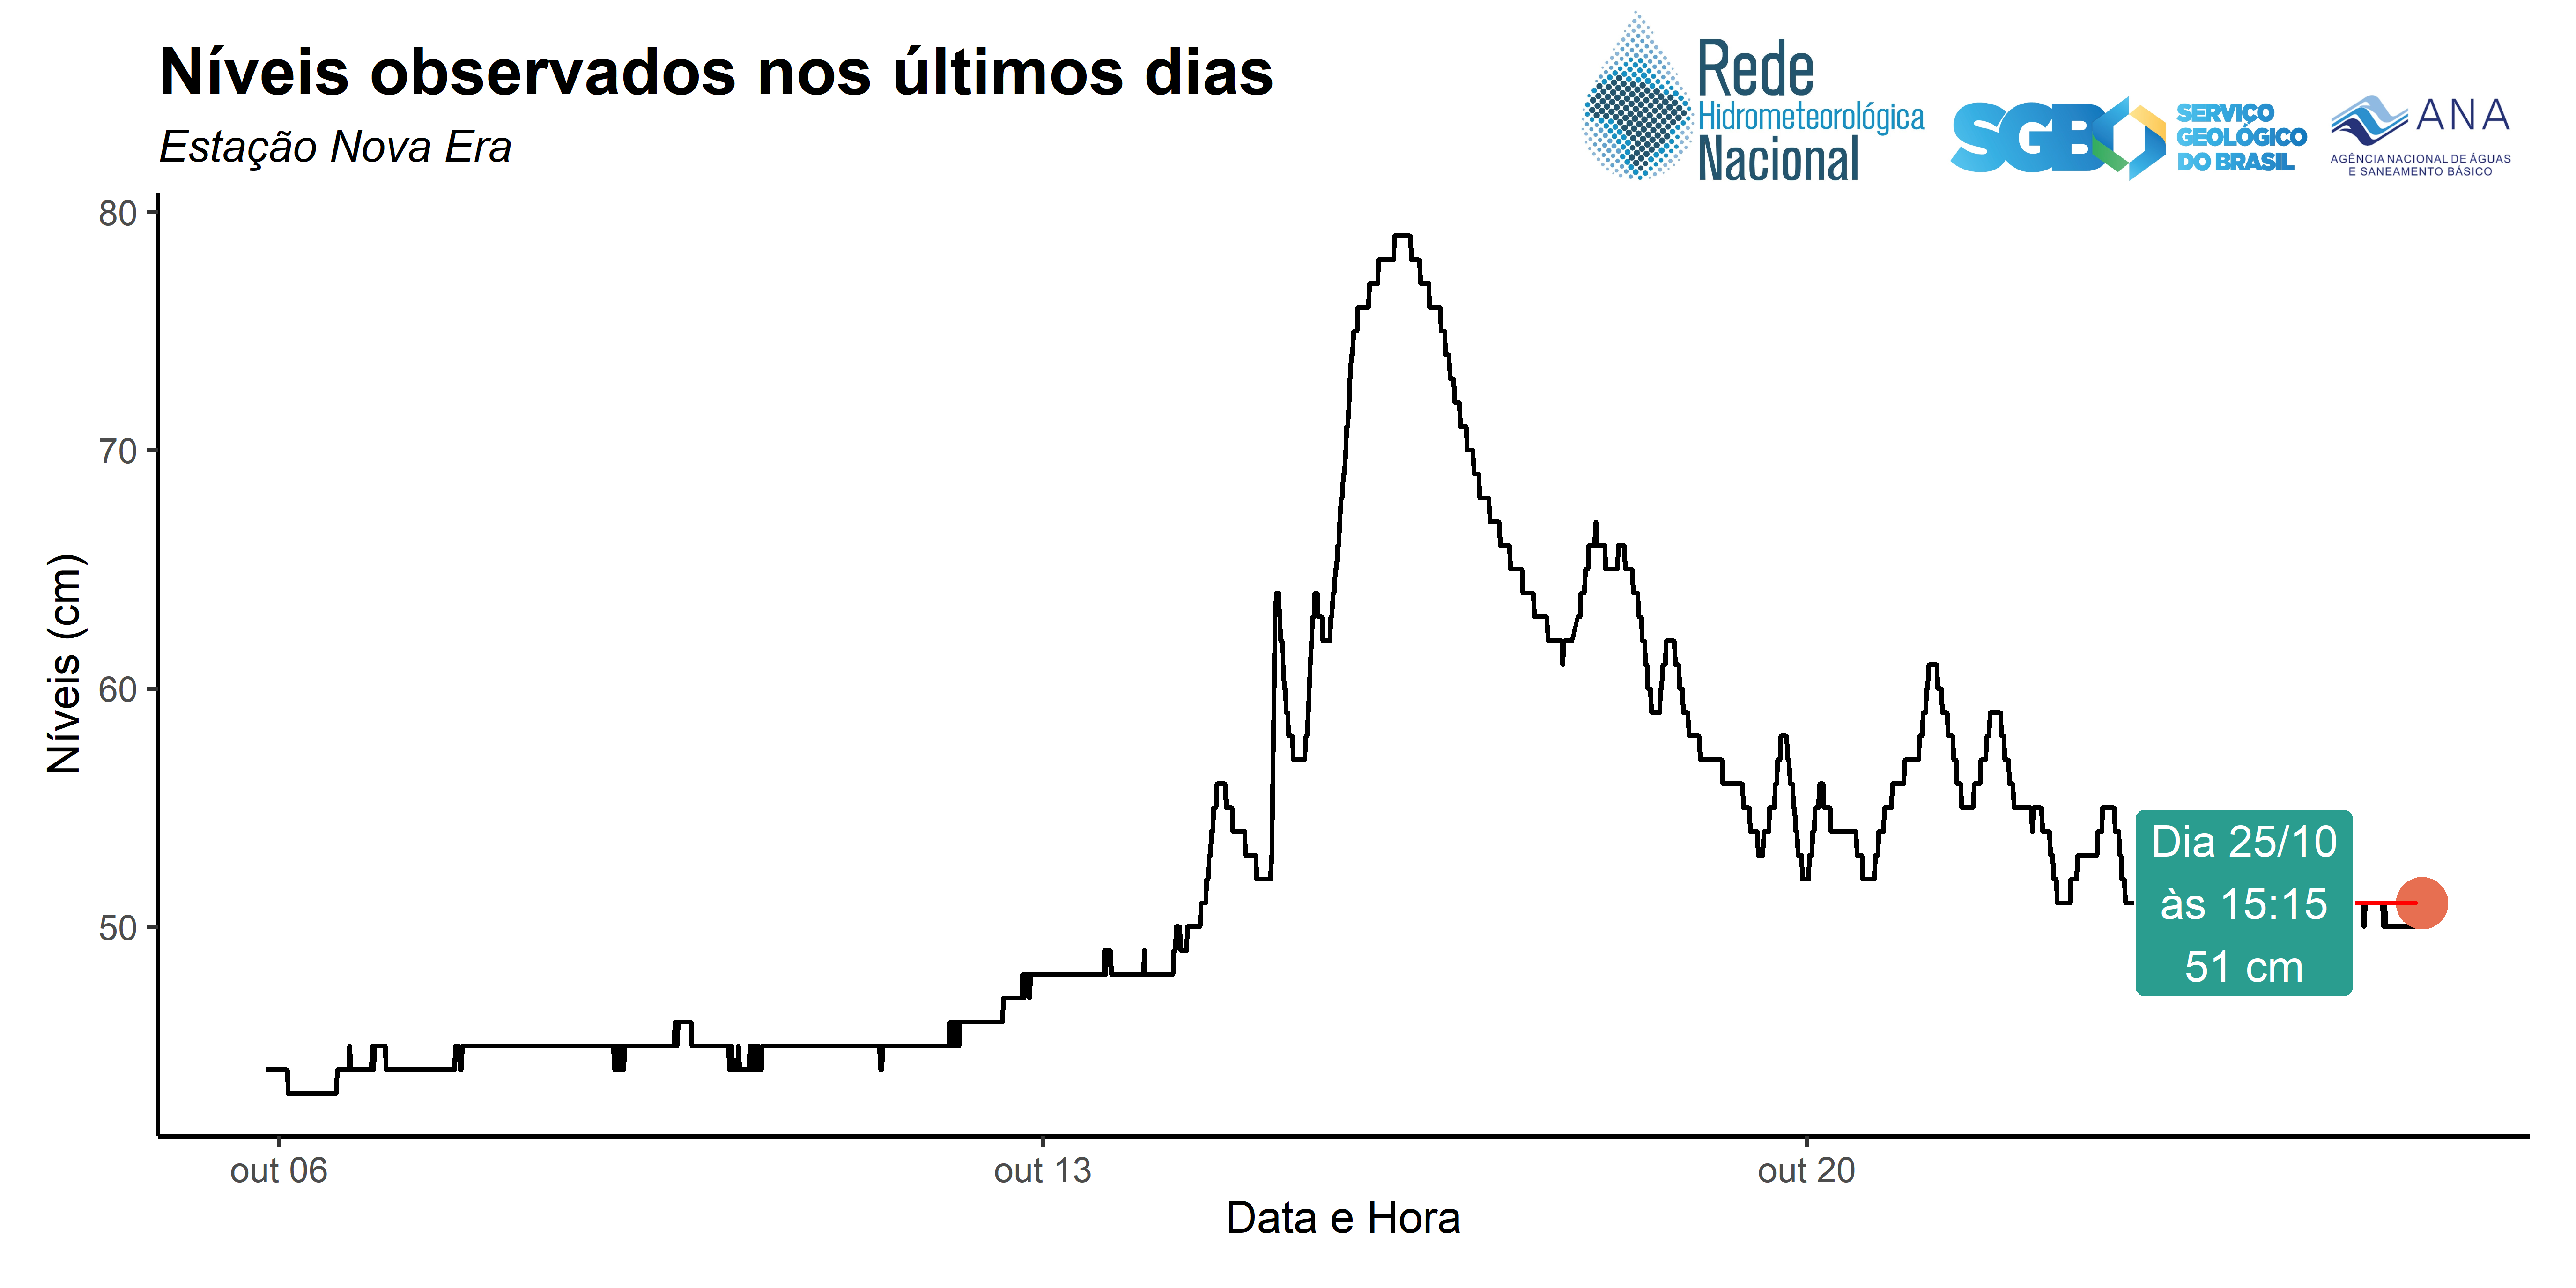 Níveis observados nos últimos dias
Estação Nova Era
Rede
Hidrometeorológica
Nacional
SGB
SERVIÇO
GEOLÓGICO
DO BRASIL
ANA
AGÊNCIA NACIONAL DE ÁGUAS
E SANEAMENTO BÁSICO
Níveis (cm)
80
70
60
50
Dia 25/10
às 15:15
51 cm
out 06
out 13
out 20
Data e Hora